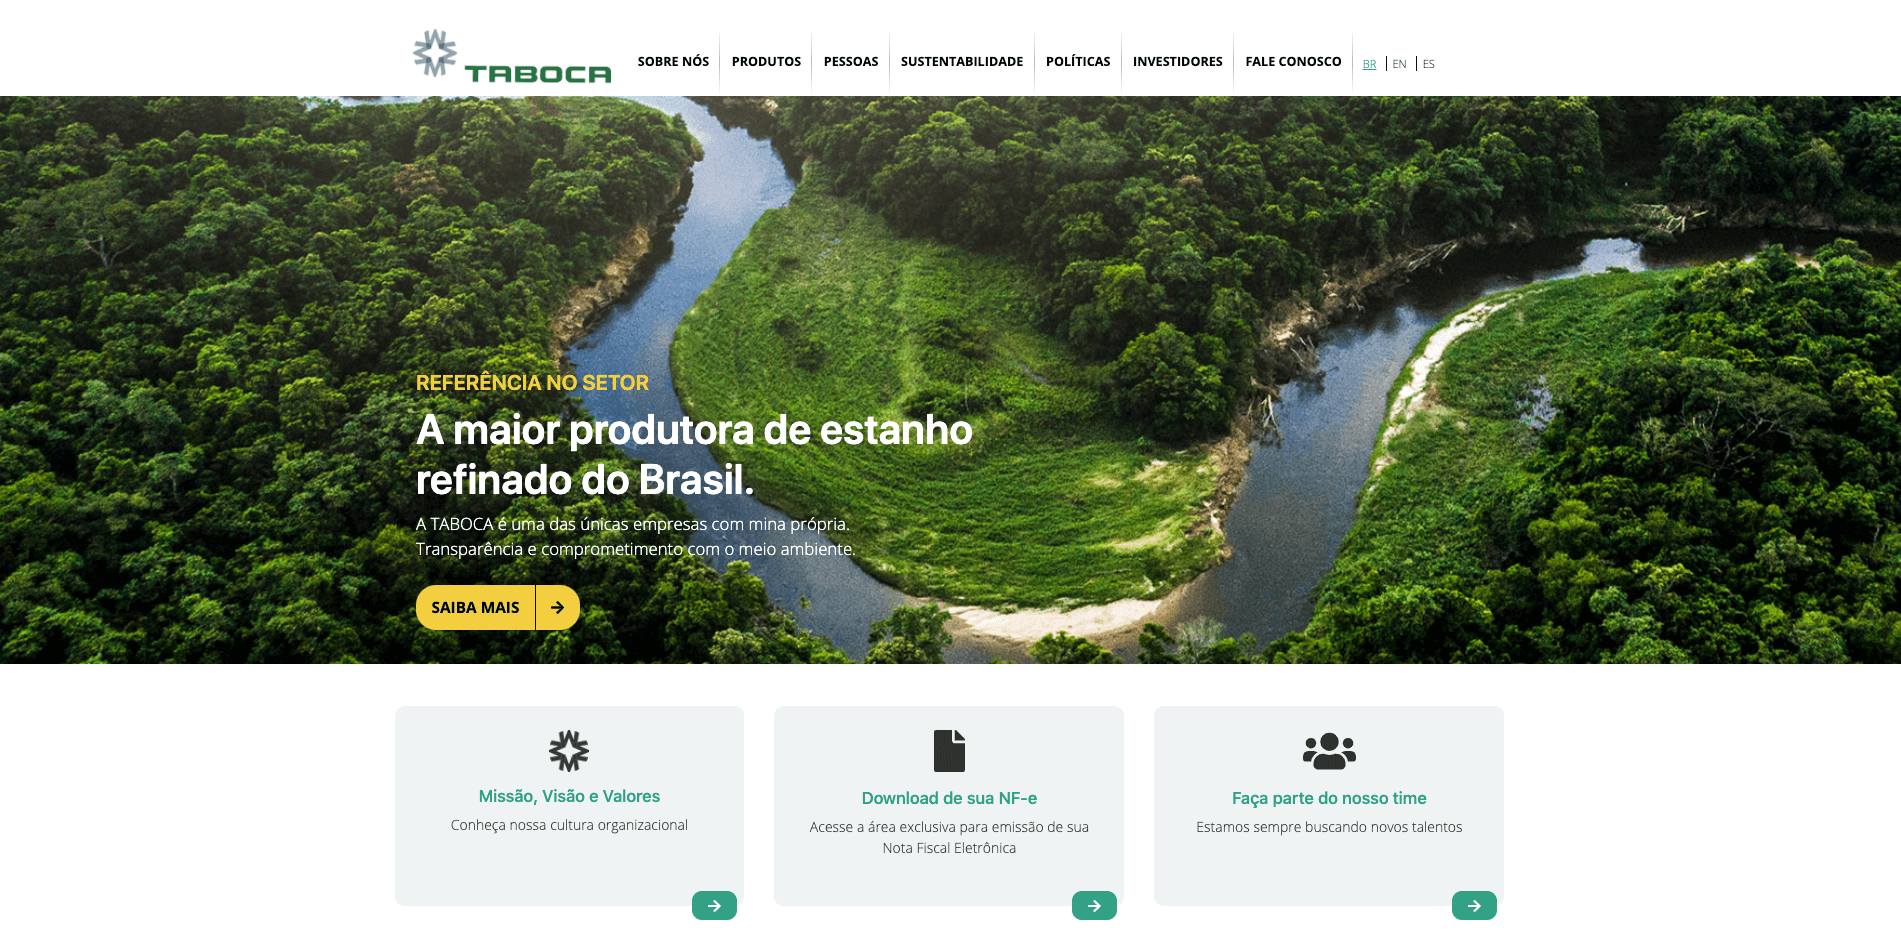 TABOCA
SOBRE NÓS
PRODUTOS
PESSOAS
SUSTENTABILIDADE
POLÍTICAS
INVESTIDORES
FALE CONOSCO
BR
EN
ES
REFERÊNCIA NO SETOR
A maior produtora de estanho
refinado do Brasil.
A TABOCA é uma das únicas empresas com mina própria.
Transparência e comprometimento com o meio ambiente.
SAIBA MAIS
Missão, Visão e Valores
Conheça nossa cultura organizacional
Download de sua NF-e
Acesse a área exclusiva para emissão de sua
Nota Fiscal Eletrônica
Faça parte do nosso time
Estamos sempre buscando novos talentos